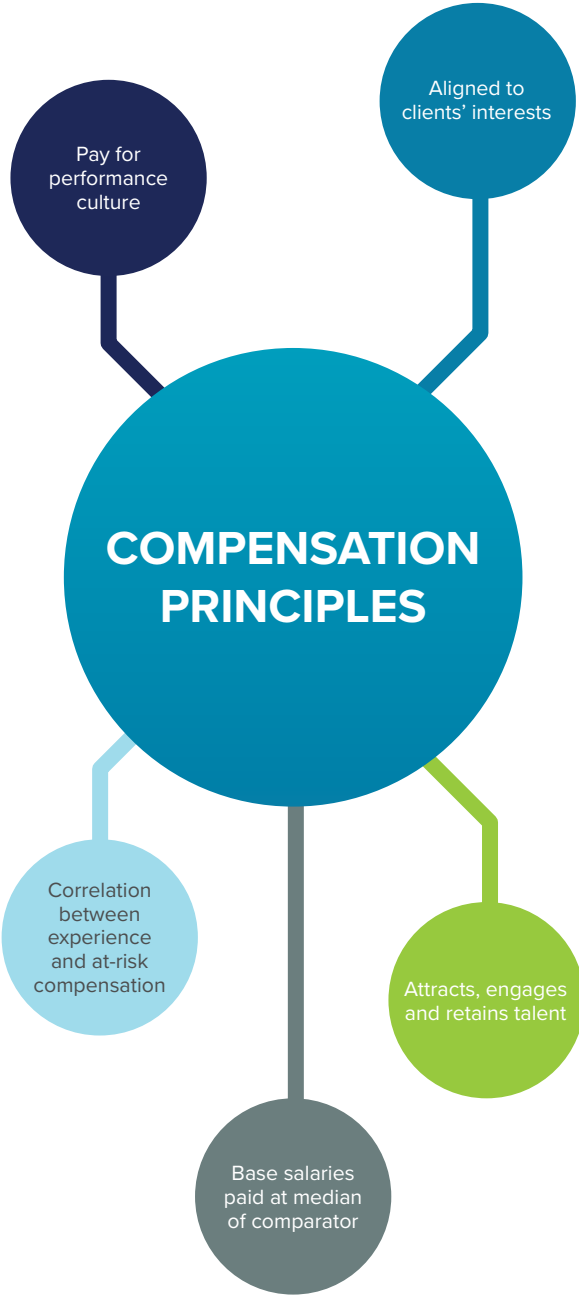 Aligned to
clients’ interests
Pay for
performance
culture
COMPENSATION
PRINCIPLES
Correlation
between
experience
and at-risk
compensation
Attracts, engages
and retains talent
Base salaries
paid at median
of comparator